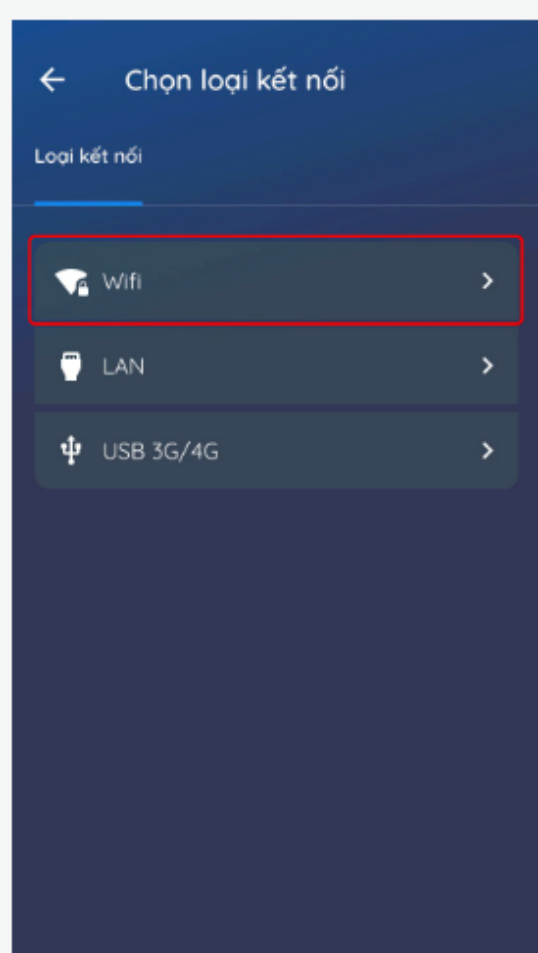 Chọn loại kết nối
Loại kết nối
Wifi
LAN
USB 3G/4G